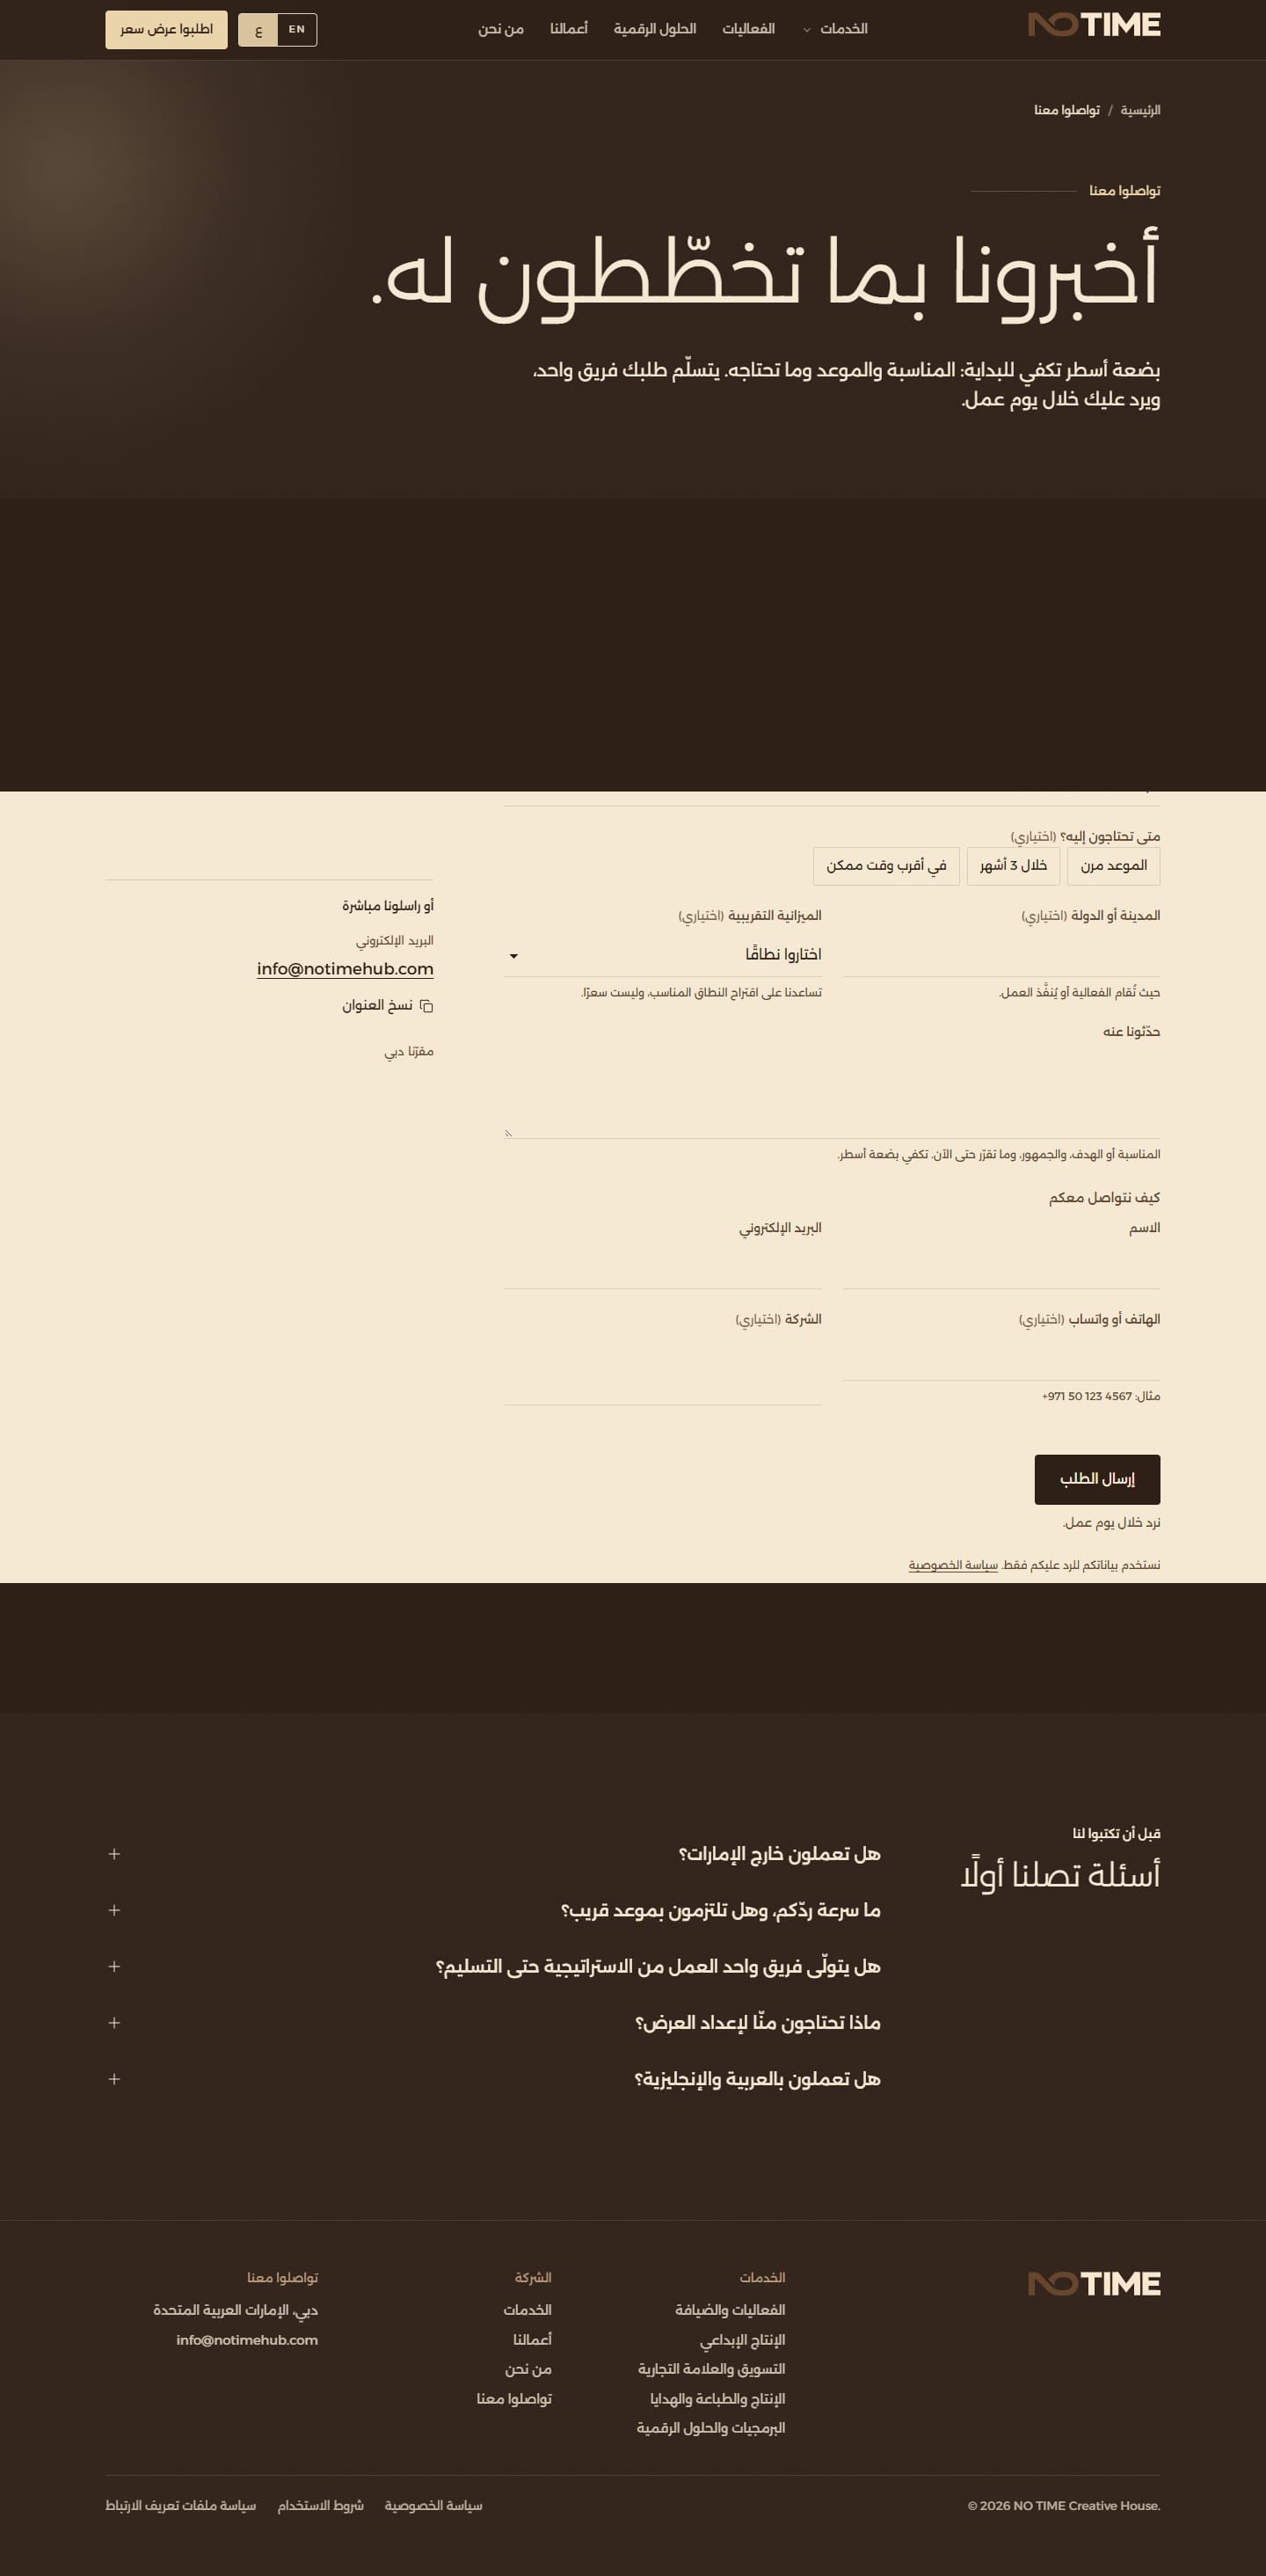 NOTIME
الخدمات
الفعاليات
الحلول الرقمية
أعمالنا
من نحن
EN
ع
اطلبوا عرض سعر
الرئيسية / تواصلوا معنا
تواصلوا معنا
أخبرونا بما تخطّطون له.
بضعة أسطر تكفي للبداية: المناسبة والموعد وما تحتاجه. يتسلّم طلبك فريق واحد،
ويرد عليك خلال يوم عمل.
متى تحتاجون إليه؟ (اختياري)
الموعد مرن
خلال 3 أشهر
في أقرب وقت ممكن
المدينة أو الدولة (اختياري)
حيث تُقام الفعالية أو يُنفَّذ العمل.
الميزانية التقريبية (اختياري)
اختاروا نطاقًا
تساعدنا على اقتراح النطاق المناسب، وليست سعرًا.
حدّثونا عنه
المناسبة أو الهدف، والجمهور، وما تقرّر حتى الآن. تكفي بضعة أسطر.
كيف نتواصل معكم
الاسم
البريد الإلكتروني
الهاتف أو واتساب (اختياري)
مثال: 4567 123 50 971+
الشركة (اختياري)
إرسال الطلب
نرد خلال يوم عمل.
نستخدم بياناتكم للرد عليكم فقط. سياسة الخصوصية
أو راسلونا مباشرة
البريد الإلكتروني
info@notimehub.com
نسخ العنوان
مقرّنا دبي
قبل أن تكتبوا لنا
أسئلة تصلنا أولًا
هل تعملون خارج الإمارات؟
ما سرعة ردّكم، وهل تلتزمون بموعد قريب؟
هل يتولّى فريق واحد العمل من الاستراتيجية حتى التسليم؟
ماذا تحتاجون منّا لإعداد العرض؟
هل تعملون بالعربية والإنجليزية؟
NOTIME
الخدمات
الفعاليات والضيافة
الإنتاج الإبداعي
التسويق والعلامة التجارية
الإنتاج والطباعة والهدايا
البرمجيات والحلول الرقمية
الشركة
الخدمات
أعمالنا
من نحن
تواصلوا معنا
تواصلوا معنا
دبي، الإمارات العربية المتحدة
info@notimehub.com
© 2026 NO TIME Creative House.
سياسة الخصوصية
شروط الاستخدام
سياسة ملفات تعريف الارتباط